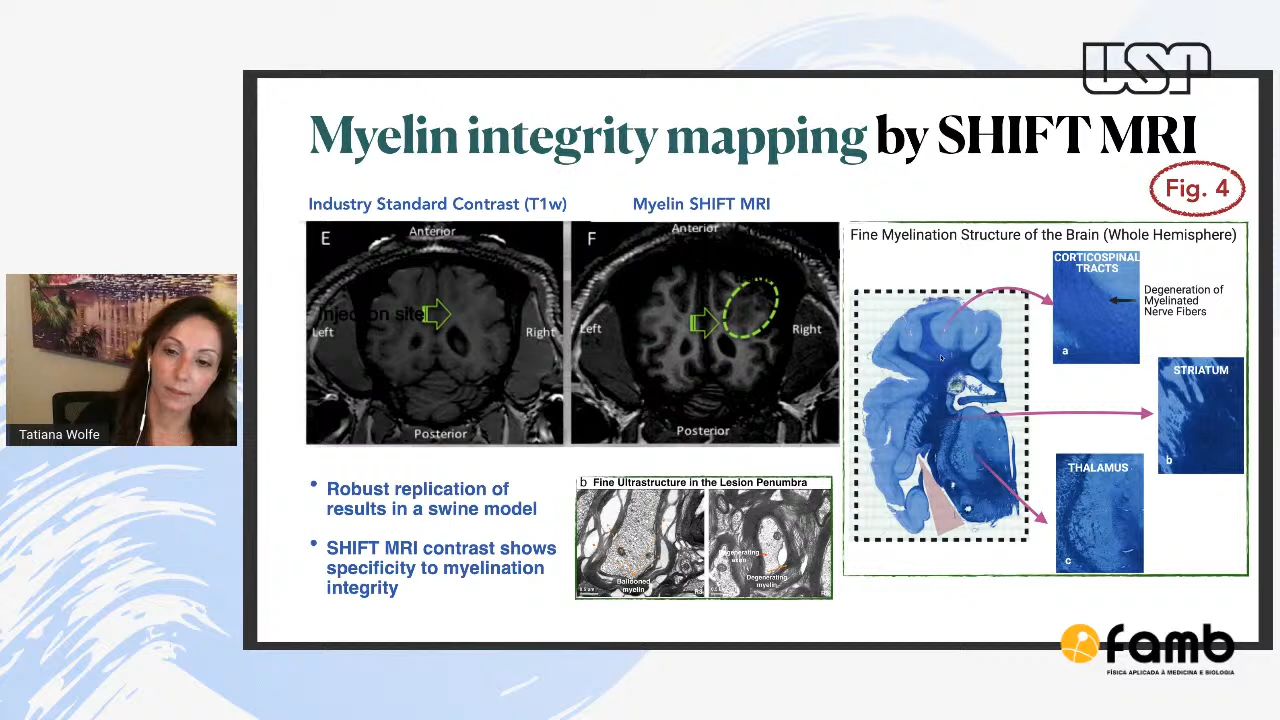 USP
Myelin integrity mapping by SHIFT MRI
Fig. 4
Industry Standard Contrast (T1w)
Myelin SHIFT MRI
E
Anterior
Injection site
Left
Right
Posterior
F
Anterior
Left
Right
Posterior
Fine Myelination Structure of the Brain (Whole Hemisphere)
CORTICOSPINAL
TRACTS
Degeneration of
Myelinated
Nerve Fibers
a
STRIATUM
b
THALAMUS
c
Tatiana Wolfe
• Robust replication of
results in a swine model
• SHIFT MRI contrast shows
specificity to myelination
integrity
b Fine Ultrastructure in the Lesion Penumbra
Ballooned
myelin
Degenerating
axon
Degenerating
myelin
famb
FÍSICA APLICADA À MEDICINA E BIOLOGIA